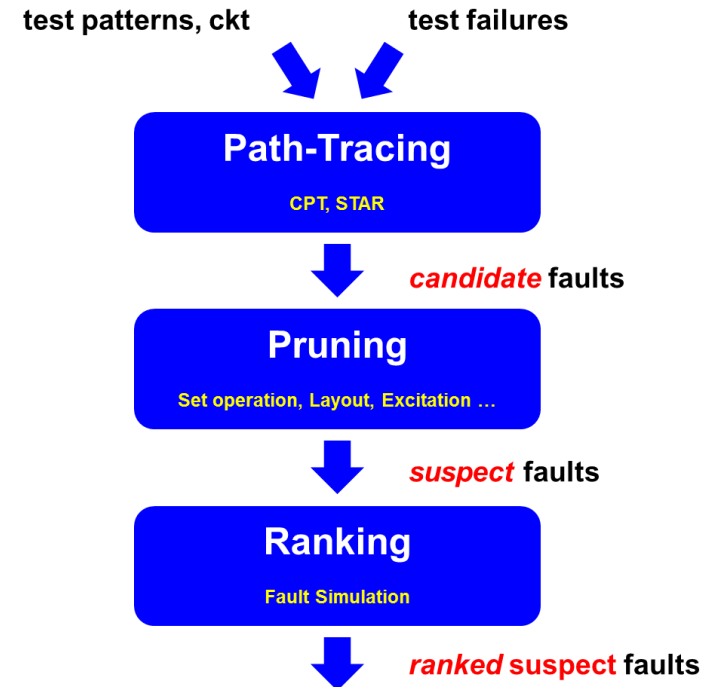 test patterns, ckt
test failures
Path-Tracing
CPT, STAR
candidate faults
Pruning
Set operation, Layout, Excitation ...
suspect faults
Ranking
Fault Simulation
ranked suspect faults